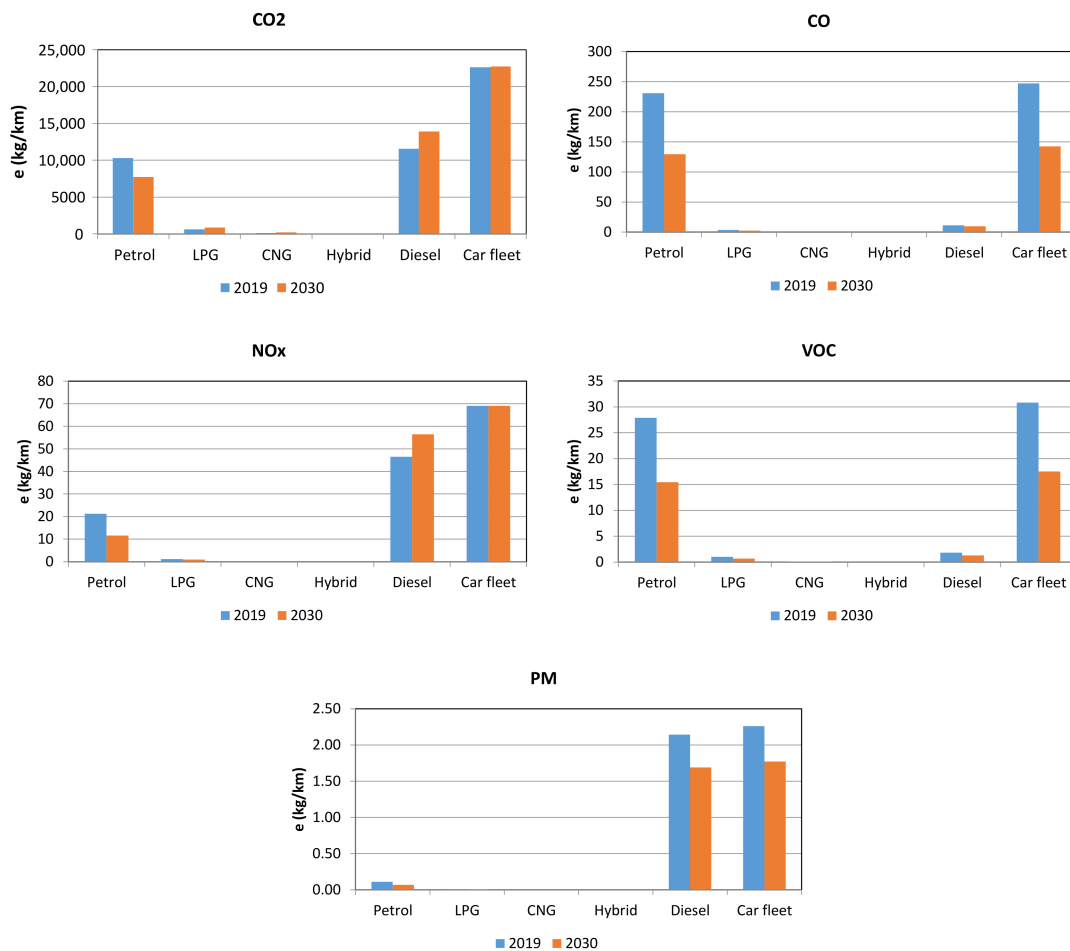 CO2
25,000
20,000
15,000
10,000
5000
0
e (kg/km)
Petrol LPG CNG Hybrid Diesel Car fleet
2019 2030
CO
300
250
200
150
100
50
0
e (kg/km)
Petrol LPG CNG Hybrid Diesel Car fleet
2019 2030
NOx
80
70
60
50
40
30
20
10
0
e (kg/km)
Petrol LPG CNG Hybrid Diesel Car fleet
2019 2030
VOC
35
30
25
20
15
10
5
0
e (kg/km)
Petrol LPG CNG Hybrid Diesel Car fleet
2019 2030
PM
2.50
2.00
1.50
1.00
0.50
0.00
e (kg/km)
Petrol LPG CNG Hybrid Diesel Car fleet
2019 2030